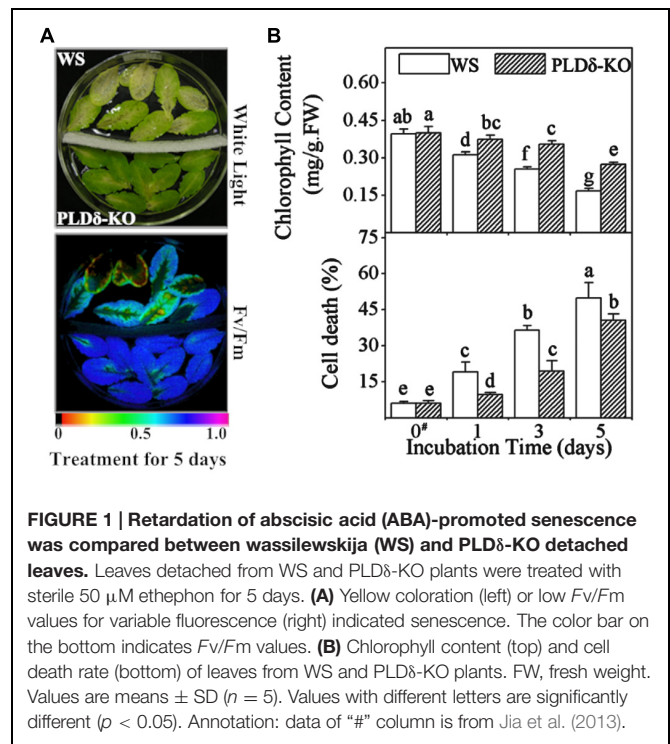 A
WS
PLDδ-KO
White Light
Fv/Fm
0 0.5 1.0
Treatment for 5 days
B
WS PLDδ-KO
Chlorophyll Content
(mg/g.FW)
0.60
0.45
0.30
0.15
ab a d bc f c g e
75
Cell death (%)
60
45
30
15
e e c d b c a b
0# 1 3 5
Incubation Time (days)
FIGURE 1 | Retardation of abscisic acid (ABA)-promoted senescence
was compared between wassilewskija (WS) and PLDδ-KO detached
leaves. Leaves detached from WS and PLDδ-KO plants were treated with
sterile 50 μM ethephon for 5 days. (A) Yellow coloration (left) or low Fv/Fm
values for variable fluorescence (right) indicated senescence. The color bar on
the bottom indicates Fv/Fm values. (B) Chlorophyll content (top) and cell
death rate (bottom) of leaves from WS and PLDδ-KO plants. FW, fresh weight.
Values are means ± SD (n = 5). Values with different letters are significantly
different (p < 0.05). Annotation: data of “#” column is from Jia et al. (2013).